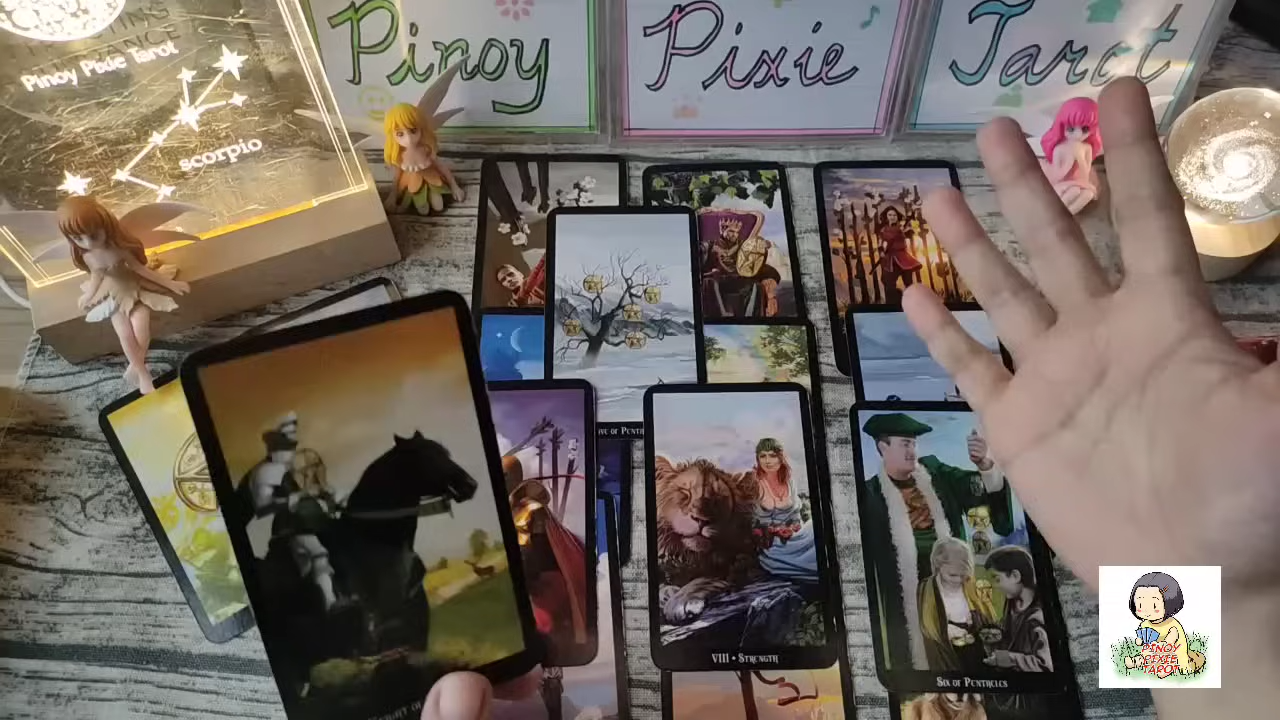 Pinoy Pixie Tarot
Pinoy Pixie Tarot
scorpio
VIII • Strength
Six of Pentacles
PINOY
PIXIE
TAROT